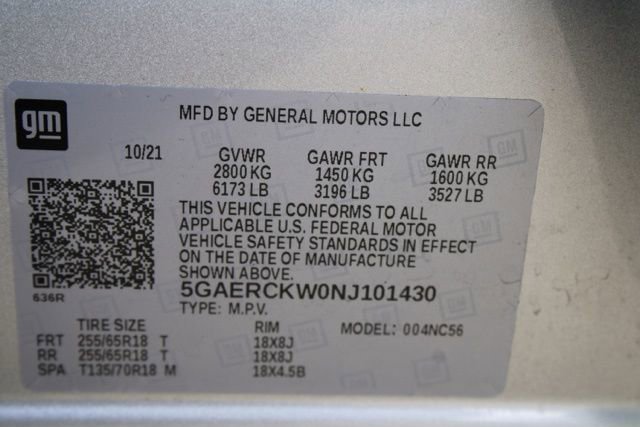 gm
MFD BY GENERAL MOTORS LLC
10/21
GVWR GAWR FRT GAWR RR
2800 KG 1450 KG 1600 KG
6173 LB 3196 LB 3527 LB
THIS VEHICLE CONFORMS TO ALL
APPLICABLE U.S. FEDERAL MOTOR
VEHICLE SAFETY STANDARDS IN EFFECT
ON THE DATE OF MANUFACTURE
SHOWN ABOVE.
636R
5GAERCKW0NJ101430
TYPE: M.P.V.
TIRE SIZE RIM MODEL: 004NC56
FRT 255/65R18 T 18X8J
RR 255/65R18 T 18X8J
SPA T135/70R18 M 18X4.5B